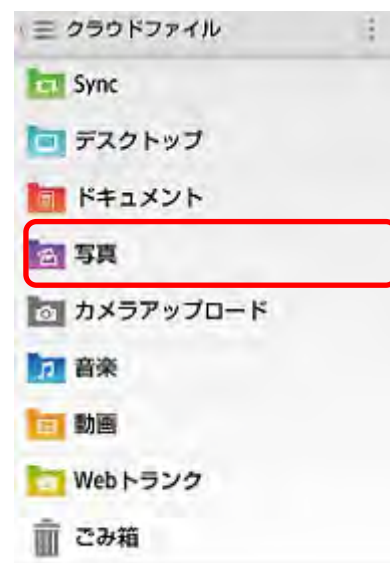 クラウドファイル
Sync
デスクトップ
ドキュメント
写真
カメラアップロード
音楽
動画
Webトランク
ごみ箱